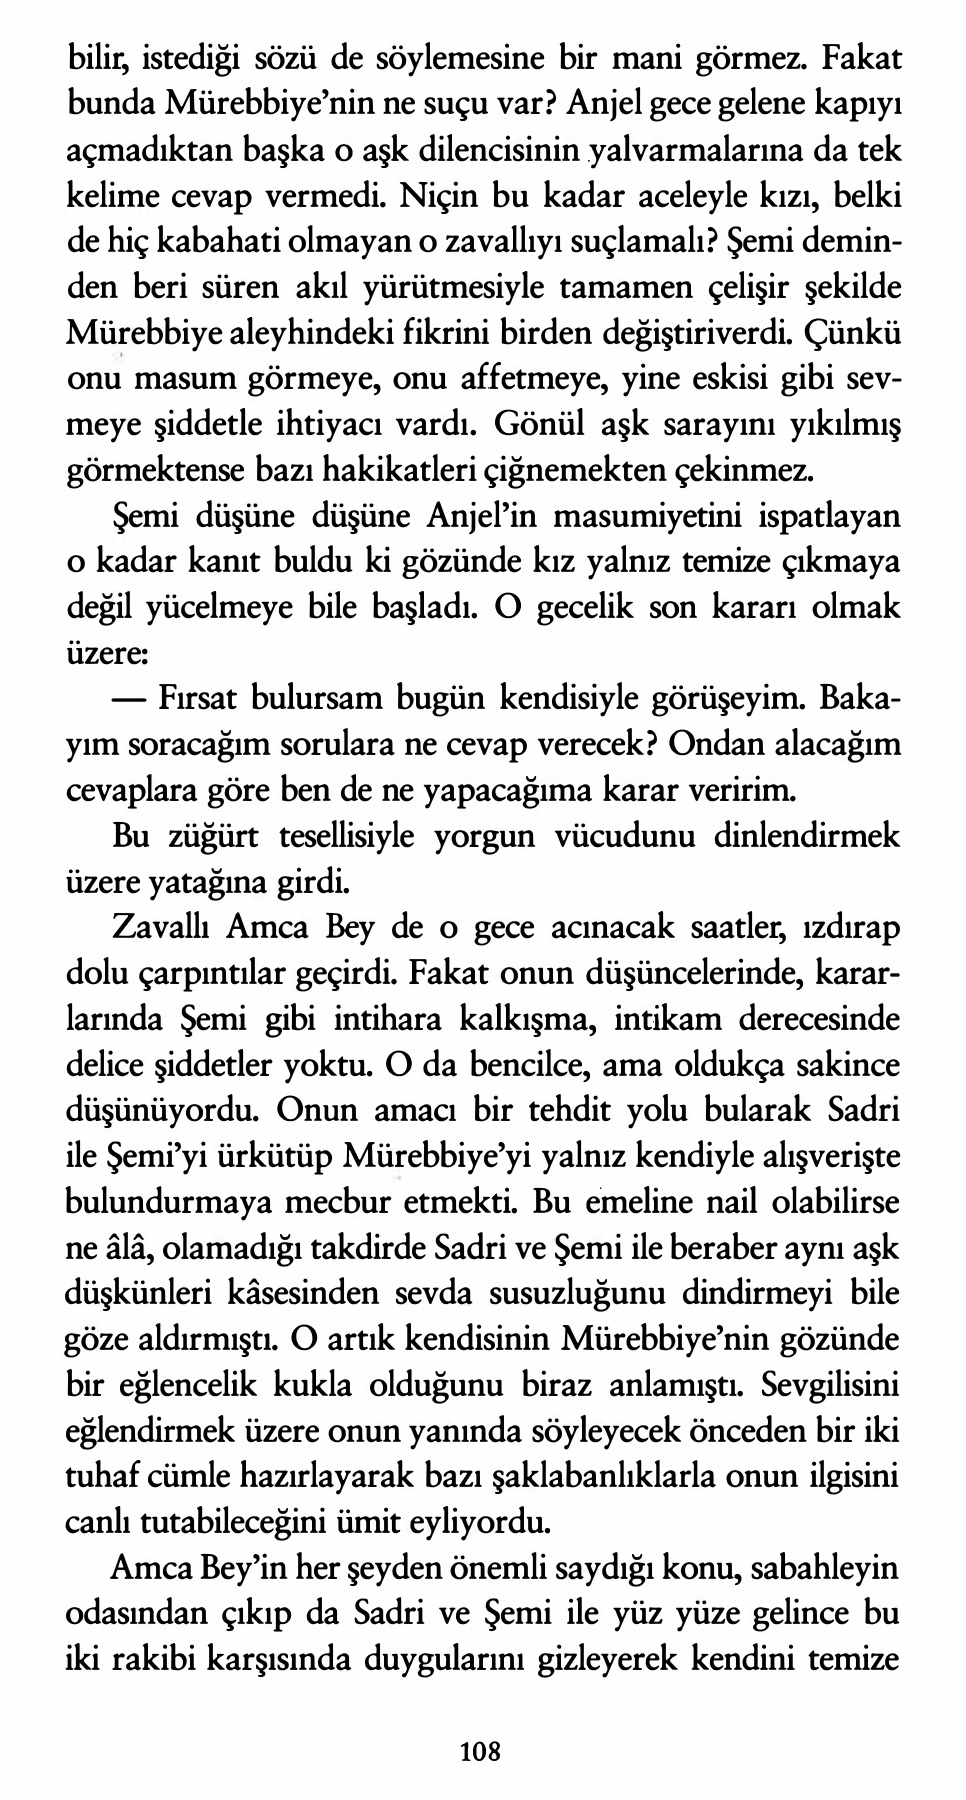 bilir, istediği sözü de söylemesine bir mani görmez. Fakat
bunda Mürebbiye’nin ne suçu var? Anjel gece gelene kapıyı
açmadıktan başka o aşk dilencisinin yalvarmalarına da tek
kelime cevap vermedi. Niçin bu kadar aceleyle kızı, belki
de hiç kabahati olmayan o zavallıyı suçlamalı? Şemi demin-
den beri süren akıl yürütmesiyle tamamen çelişir şekilde
Mürebbiye aleyhindeki fikrini birden değiştiriverdi. Çünkü
onu masum görmeye, onu affetmeye, yine eskisi gibi sev-
meye şiddetle ihtiyacı vardı. Gönül aşk sarayını yıkılmış
görmektense bazı hakikatleri çiğnemekten çekinmez.
Şemi düşüne düşüne Anjel’in masumiyetini ispatlayan
o kadar kanıt buldu ki gözünde kız yalnız temize çıkmaya
değil yücelmeye bile başladı. O gecelik son kararı olmak
üzere:
— Fırsat bulursam bugün kendisiyle görüşeyim. Baka-
yım soracağım sorulara ne cevap verecek? Ondan alacağım
cevaplara göre ben de ne yapacağıma karar veririm.
Bu züğürt tesellisiyle yorgun vücudunu dinlendirmek
üzere yatağına girdi.
Zavallı Amca Bey de o gece acınacak saatler, ızdırap
dolu çarpıntılar geçirdi. Fakat onun düşüncelerinde, karar-
larında Şemi gibi intihara kalkışma, intikam derecesinde
delice şiddetler yoktu. O da bencilce, ama oldukça sakince
düşünüyordu. Onun amacı bir tehdit yolu bularak Sadri
ile Şemi’yi ürkütüp Mürebbiye’yi yalnız kendiyle alışverişte
bulundurmaya mecbur etmekti. Bu emeline nail olabilirse
ne âlâ, olamadığı takdirde Sadri ve Şemi ile beraber aynı aşk
düşkünleri kâsesinden sevda susuzluğunu dindirmeyi bile
göze aldırmıştı. O artık kendisinin Mürebbiye’nin gözünde
bir eğlencelik kukla olduğunu biraz anlamıştı. Sevgilisini
eğlendirmek üzere onun yanında söyleyecek önceden bir iki
tuhaf cümle hazırlayarak bazı şaklabanlıklarla onun ilgisini
canlı tutabileceğini ümit eyliyordu.
Amca Bey’in her şeyden önemli saydığı konu, sabahleyin
odasından çıkıp da Sadri ve Şemi ile yüz yüze gelince bu
iki rakibi karşısında duygularını gizleyerek kendini temize
108